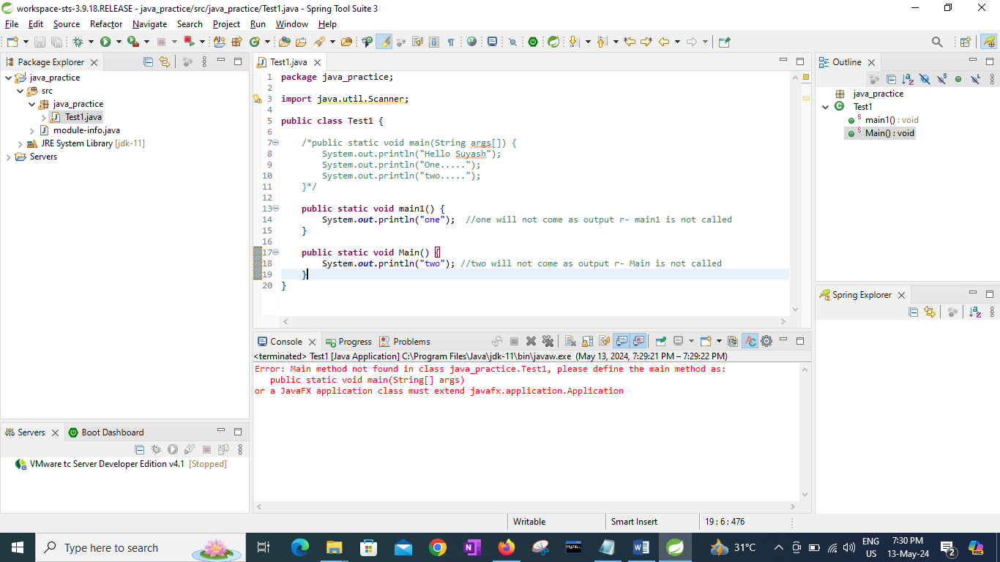 workspace-sts-3.9.18.RELEASE - java_practice/src/java_practice/Test1.java - Spring Tool Suite 3
File Edit Source Refactor Navigate Search Project Run Window Help
Package Explorer
java_practice
src
java_practice
Test1.java
module-info.java
JRE System Library [jdk-11]
Servers
Test1.java
1 package java_practice;
2
3 import java.util.Scanner;
4
5 public class Test1 {
6
7 /*public static void main(String args[]) {
8 System.out.println("Hello Suyash");
9 System.out.println("One.....");
10 System.out.println("two.....");
11 }*/
12
13 public static void main1() {
14 System.out.println("one"); //one will not come as output r- main1 is not called
15 }
16
17 public static void Main() {
18 System.out.println("two"); //two will not come as output r- Main is not called
19 }
20 }
Outline
java_practice
Test1
main1() : void
Main() : void
Spring Explorer
Console Progress Problems
<terminated> Test1 [Java Application] C:\Program Files\Java\jdk-11\bin\javaw.exe (May 13, 2024, 7:29:21 PM – 7:29:22 PM)
Error: Main method not found in class java_practice.Test1, please define the main method as:
public static void main(String[] args)
or a JavaFX application class must extend javafx.application.Application
Servers Boot Dashboard
VMware tc Server Developer Edition v4.1 [Stopped]
Writable Smart Insert 19 : 6 : 476
Type here to search
31°C
ENG
US
7:30 PM
13-May-24
2
PRE